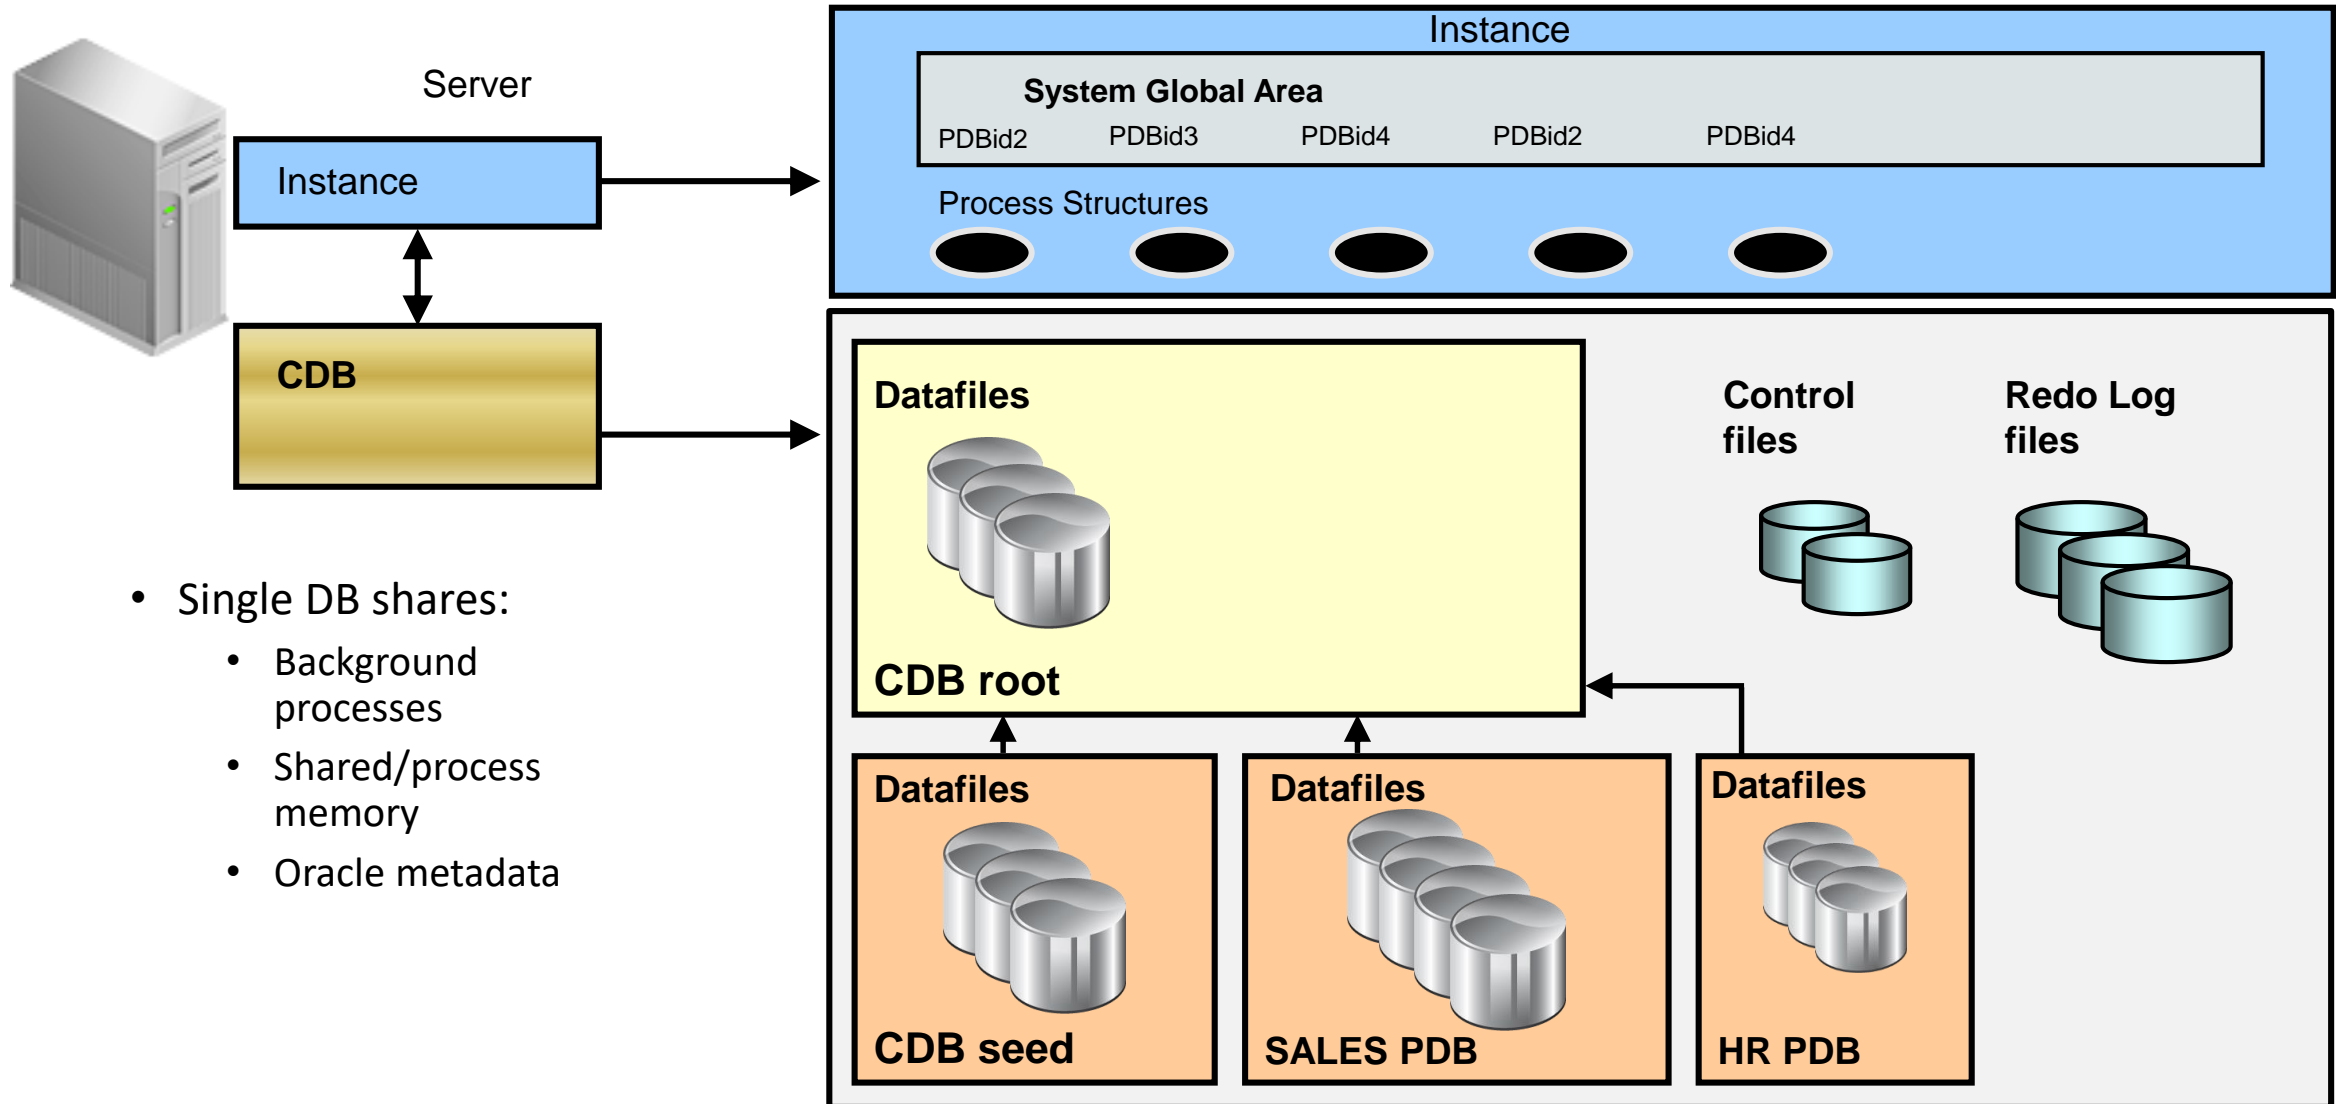 Server
Instance
CDB
• Single DB shares:
• Background
processes
• Shared/process
memory
• Oracle metadata
Instance
System Global Area
PDBid2 PDBid3 PDBid4 PDBid2 PDBid4
Process Structures
Datafiles
CDB root
Control
files
Redo Log
files
Datafiles
CDB seed
Datafiles
SALES PDB
Datafiles
HR PDB